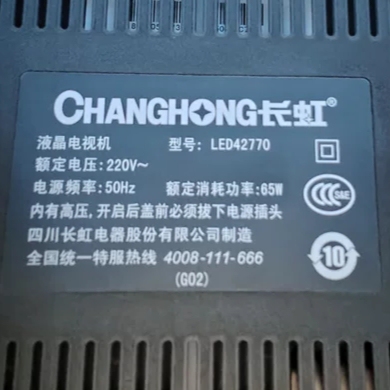 CHANGHONG长虹®
液晶电视机 型号: LED42770
额定电压: 220V~
电源频率: 50Hz 额定消耗功率: 65W
内有高压, 开启后盖前必须拔下电源插头
四川长虹电器股份有限公司制造
全国统一特服热线 4008-111-666
(G02)
CCC S&E
10